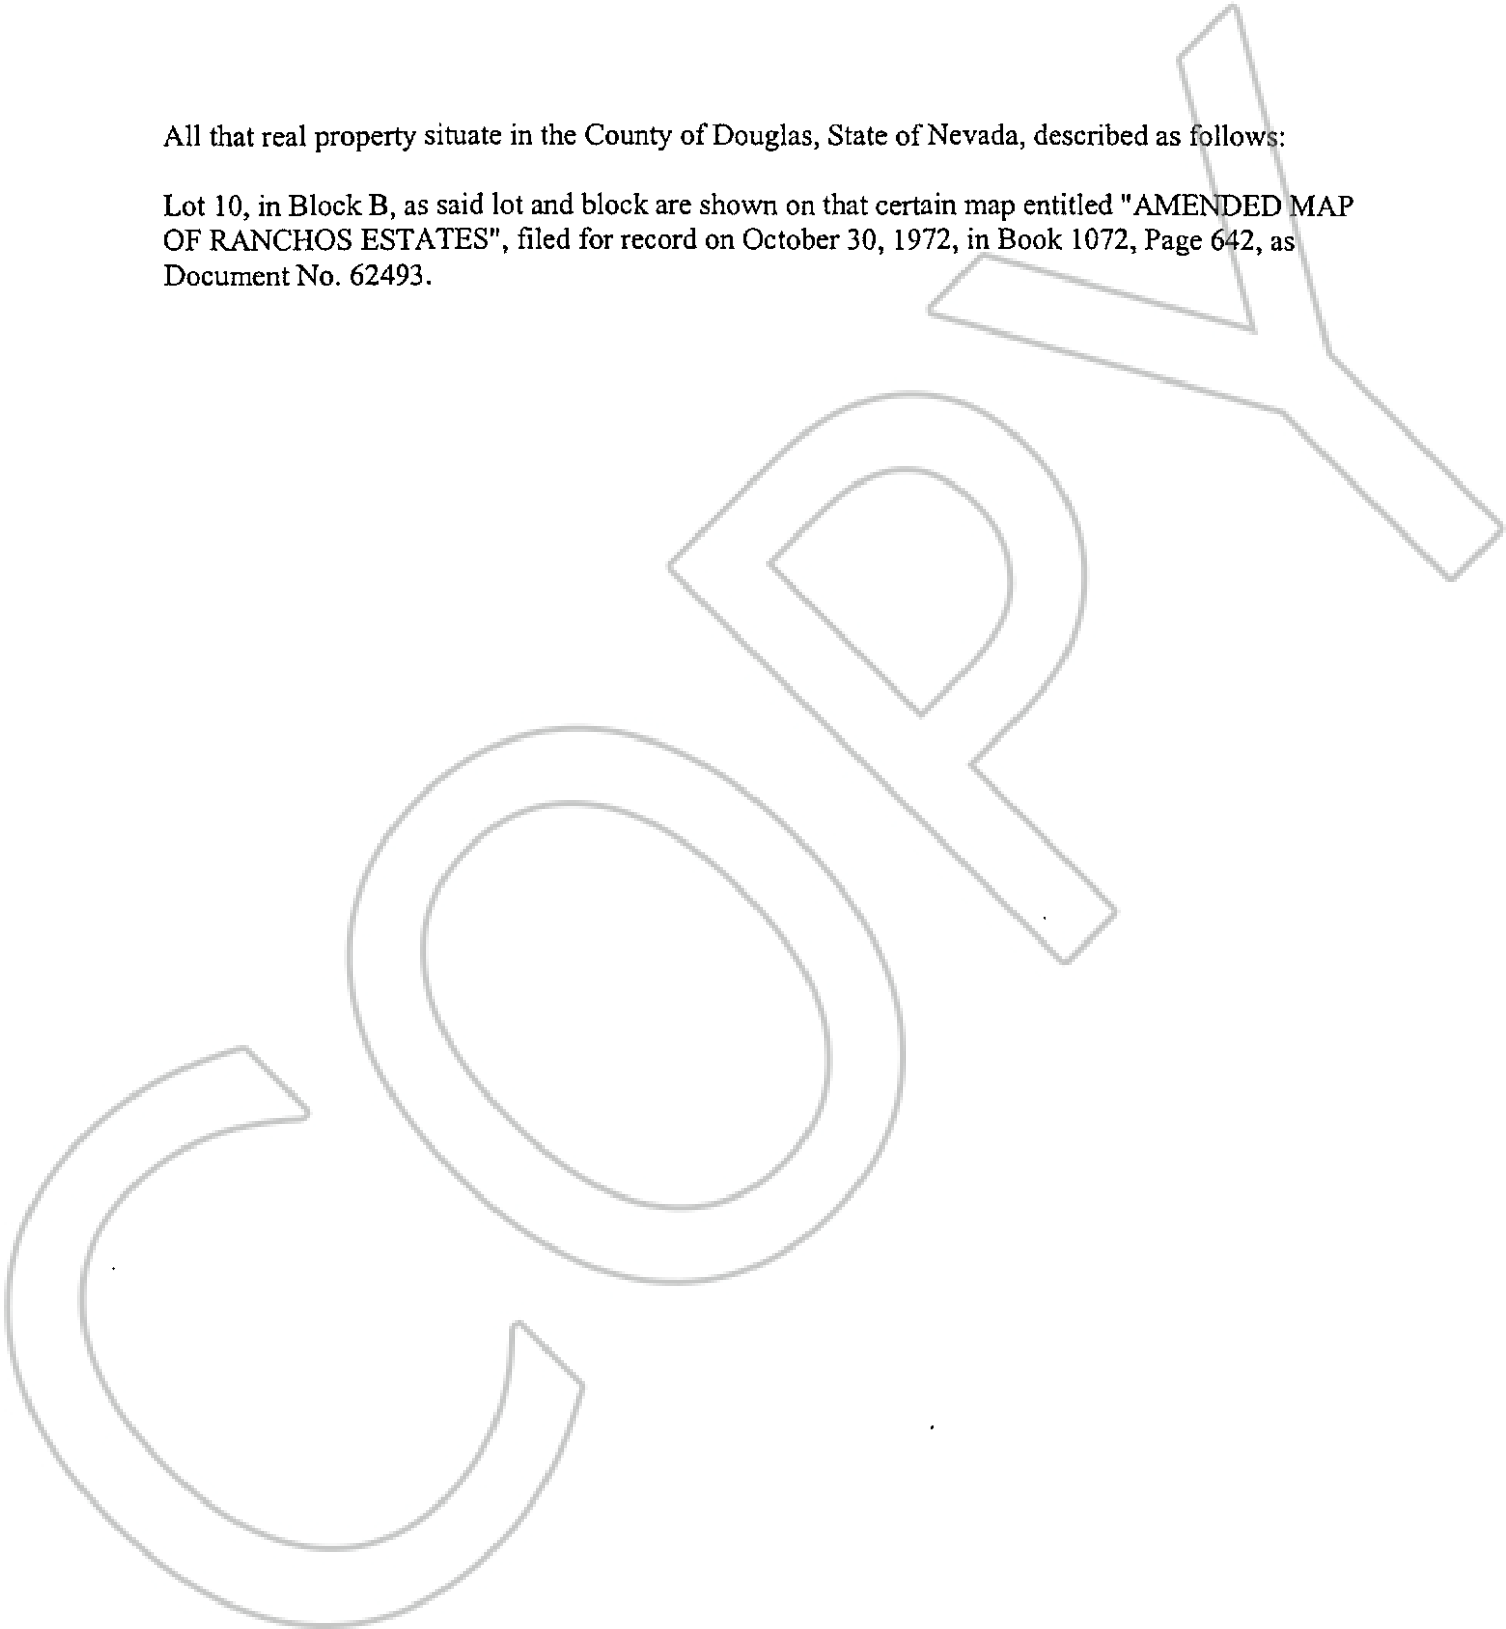 All that real property situate in the County of Douglas, State of Nevada, described as follows:
Lot 10, in Block B, as said lot and block are shown on that certain map entitled "AMENDED MAP
OF RANCHOS ESTATES", filed for record on October 30, 1972, in Book 1072, Page 642, as
Document No. 62493.
COPY